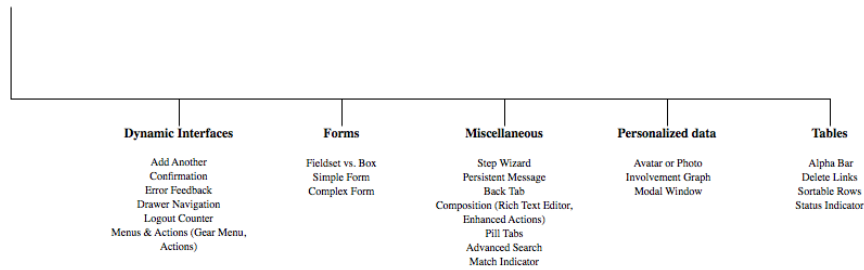 Dynamic Interfaces
Add Another
Confirmation
Error Feedback
Drawer Navigation
Logout Counter
Menus & Actions (Gear Menu,
Actions)
Forms
Fieldset vs. Box
Simple Form
Complex Form
Miscellaneous
Step Wizard
Persistent Message
Back Tab
Composition (Rich Text Editor,
Enhanced Actions)
Pill Tabs
Advanced Search
Match Indicator
Personalized data
Avatar or Photo
Involvement Graph
Modal Window
Tables
Alpha Bar
Delete Links
Sortable Rows
Status Indicator